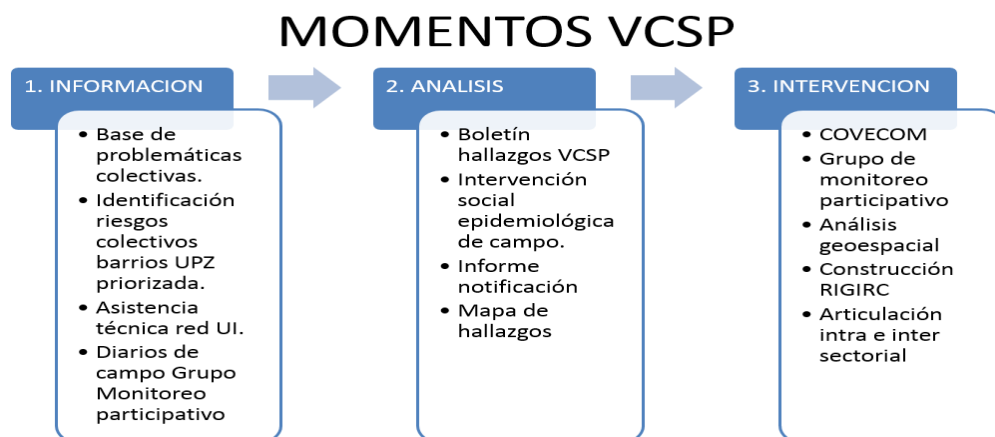 MOMENTOS VCSP
1. INFORMACION
• Base de
problemáticas
colectivas.
• Identificación
riesgos
colectivos
barrios UPZ
priorizada.
• Asistencia
técnica red UI.
• Diarios de
campo Grupo
Monitoreo
participativo
2. ANALISIS
• Boletín
hallazgos VCSP
• Intervención
social
epidemiológica
de campo.
• Informe
notificación
• Mapa de
hallazgos
3. INTERVENCION
• COVECOM
• Grupo de
monitoreo
participativo
• Análisis
geoespacial
• Construcción
RIGIRC
• Articulación
intra e inter
sectorial